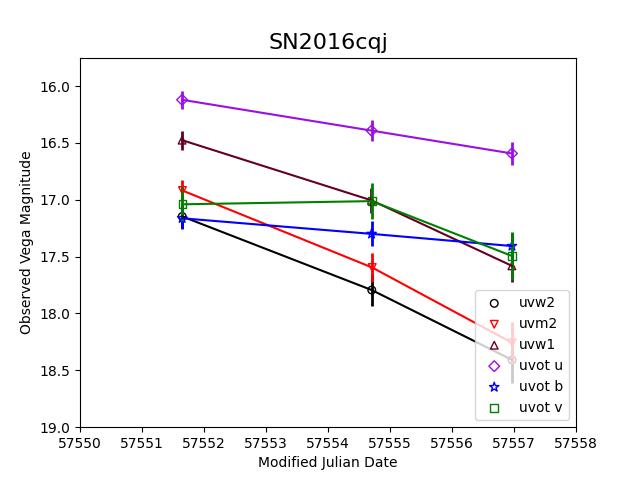 SN2016cqj
Observed Vega Magnitude
16.0
16.5
17.0
17.5
18.0
18.5
19.0
57550 57551 57552 57553 57554 57555 57556 57557 57558
Modified Julian Date
uvw2
uvm2
uvw1
uvot u
uvot b
uvot v